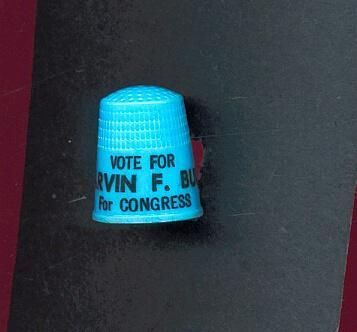 VOTE FOR
RVIN F. BU
For CONGRESS